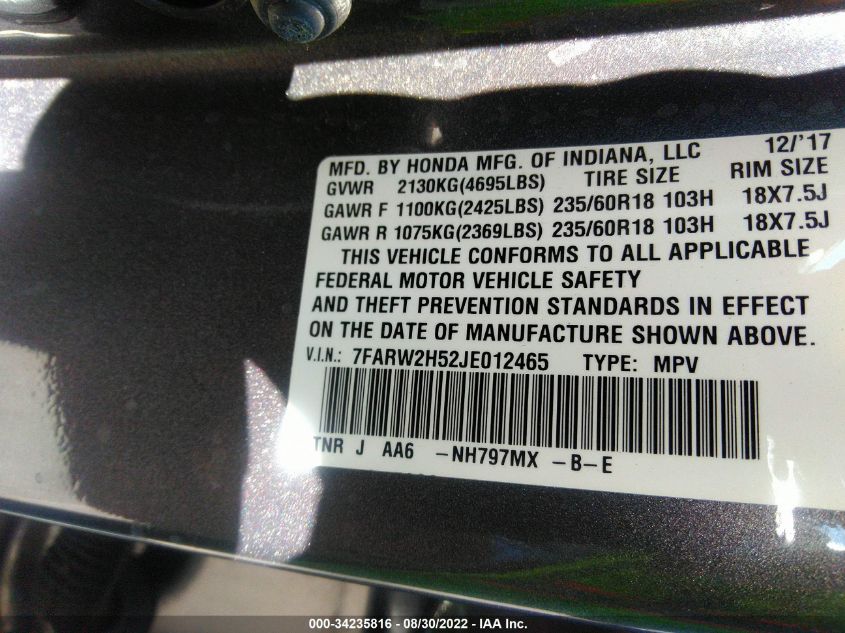 12/'17
MFD. BY HONDA MFG. OF INDIANA, LLC
GVWR 2130KG(4695LBS) TIRE SIZE RIM SIZE
GAWR F 1100KG(2425LBS) 235/60R18 103H 18X7.5J
GAWR R 1075KG(2369LBS) 235/60R18 103H 18X7.5J
THIS VEHICLE CONFORMS TO ALL APPLICABLE
FEDERAL MOTOR VEHICLE SAFETY
AND THEFT PREVENTION STANDARDS IN EFFECT
ON THE DATE OF MANUFACTURE SHOWN ABOVE.
V.I.N.: 7FARW2H52JE012465 TYPE: MPV
TNR J AA6 -NH797MX -B-E
000-34235816 - 08/30/2022 - IAA Inc.